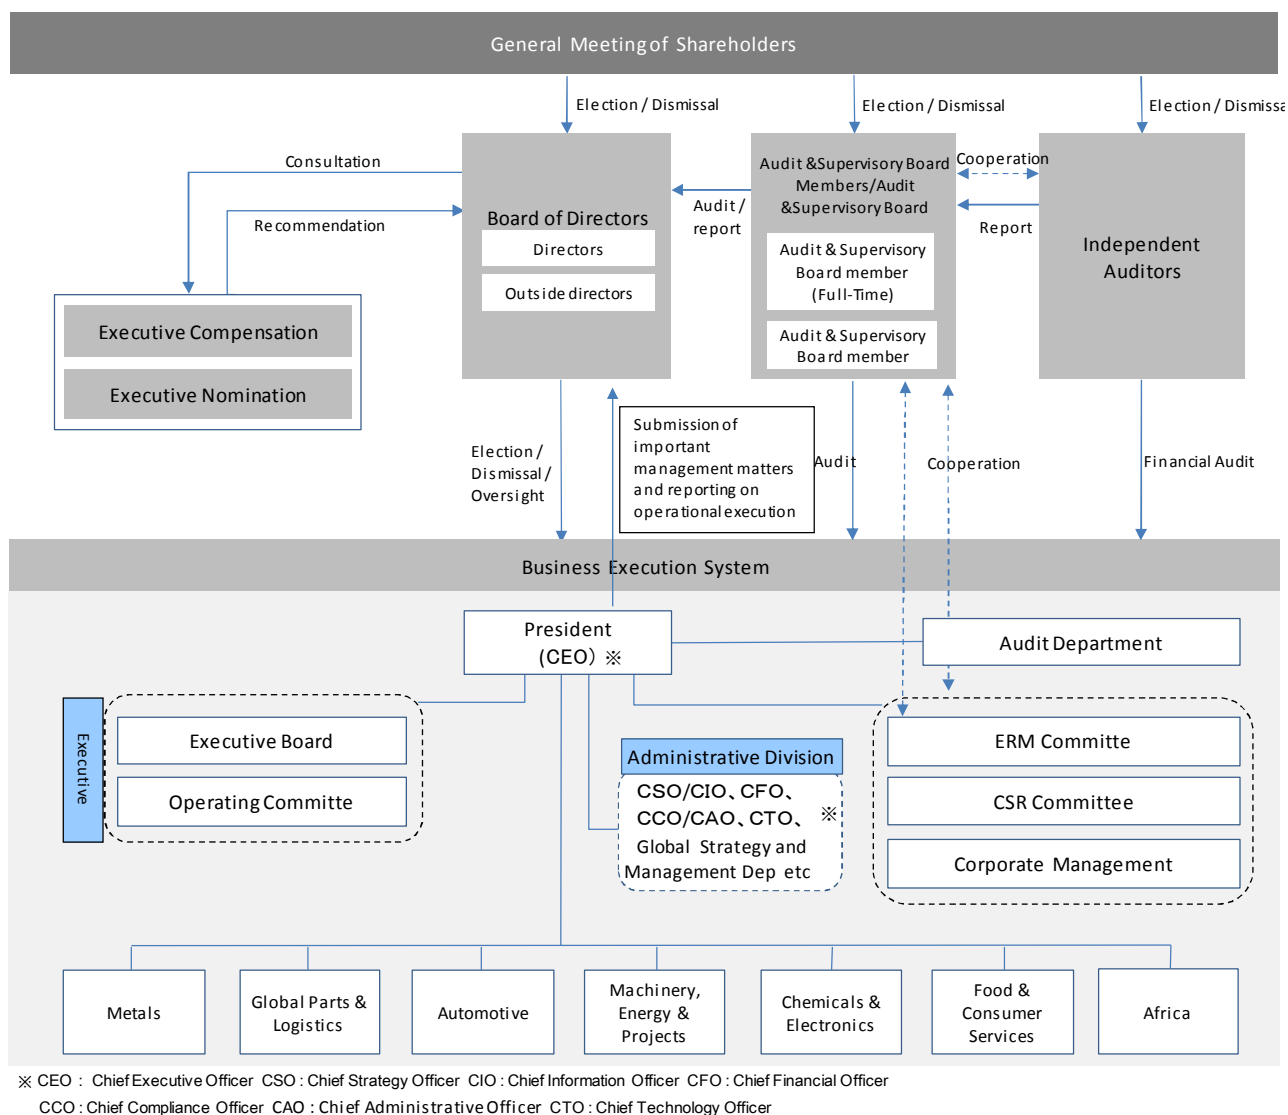 General Meeting of Shareholders
Election / Dismissal
Election / Dismissal
Election / Dismissa
Consultation
Recommendation
Board of Directors
Directors
Outside directors
Audit /
report
Audit &Supervisory Board
Members/Audit
&Supervisory Board
Audit & Supervisory
Board member
(Full-Time)
Audit & Supervisory
Board member
Cooperation
Report
Independent
Auditors
Executive Compensation
Executive Nomination
Election /
Dismissal /
Oversight
Submission of
important
management matters
and reporting on
operational execution
Audit
Cooperation
Financial Audit
Business Execution System
President
(CEO) ※
Audit Department
Executive
Executive Board
Operating Committe
Administrative Division
CSO/CIO、CFO、
CCO/CAO、CTO、 ※
Global Strategy and
Management Dep etc
ERM Committe
CSR Committee
Corporate Management
Metals
Global Parts &
Logistics
Automotive
Machinery,
Energy &
Projects
Chemicals &
Electronics
Food &
Consumer
Services
Africa
※ CEO : Chief Executive Officer CSO : Chief Strategy Officer CIO : Chief Information Officer CFO : Chief Financial Officer
CCO : Chief Compliance Officer CAO : Chief Administrative Officer CTO : Chief Technology Officer